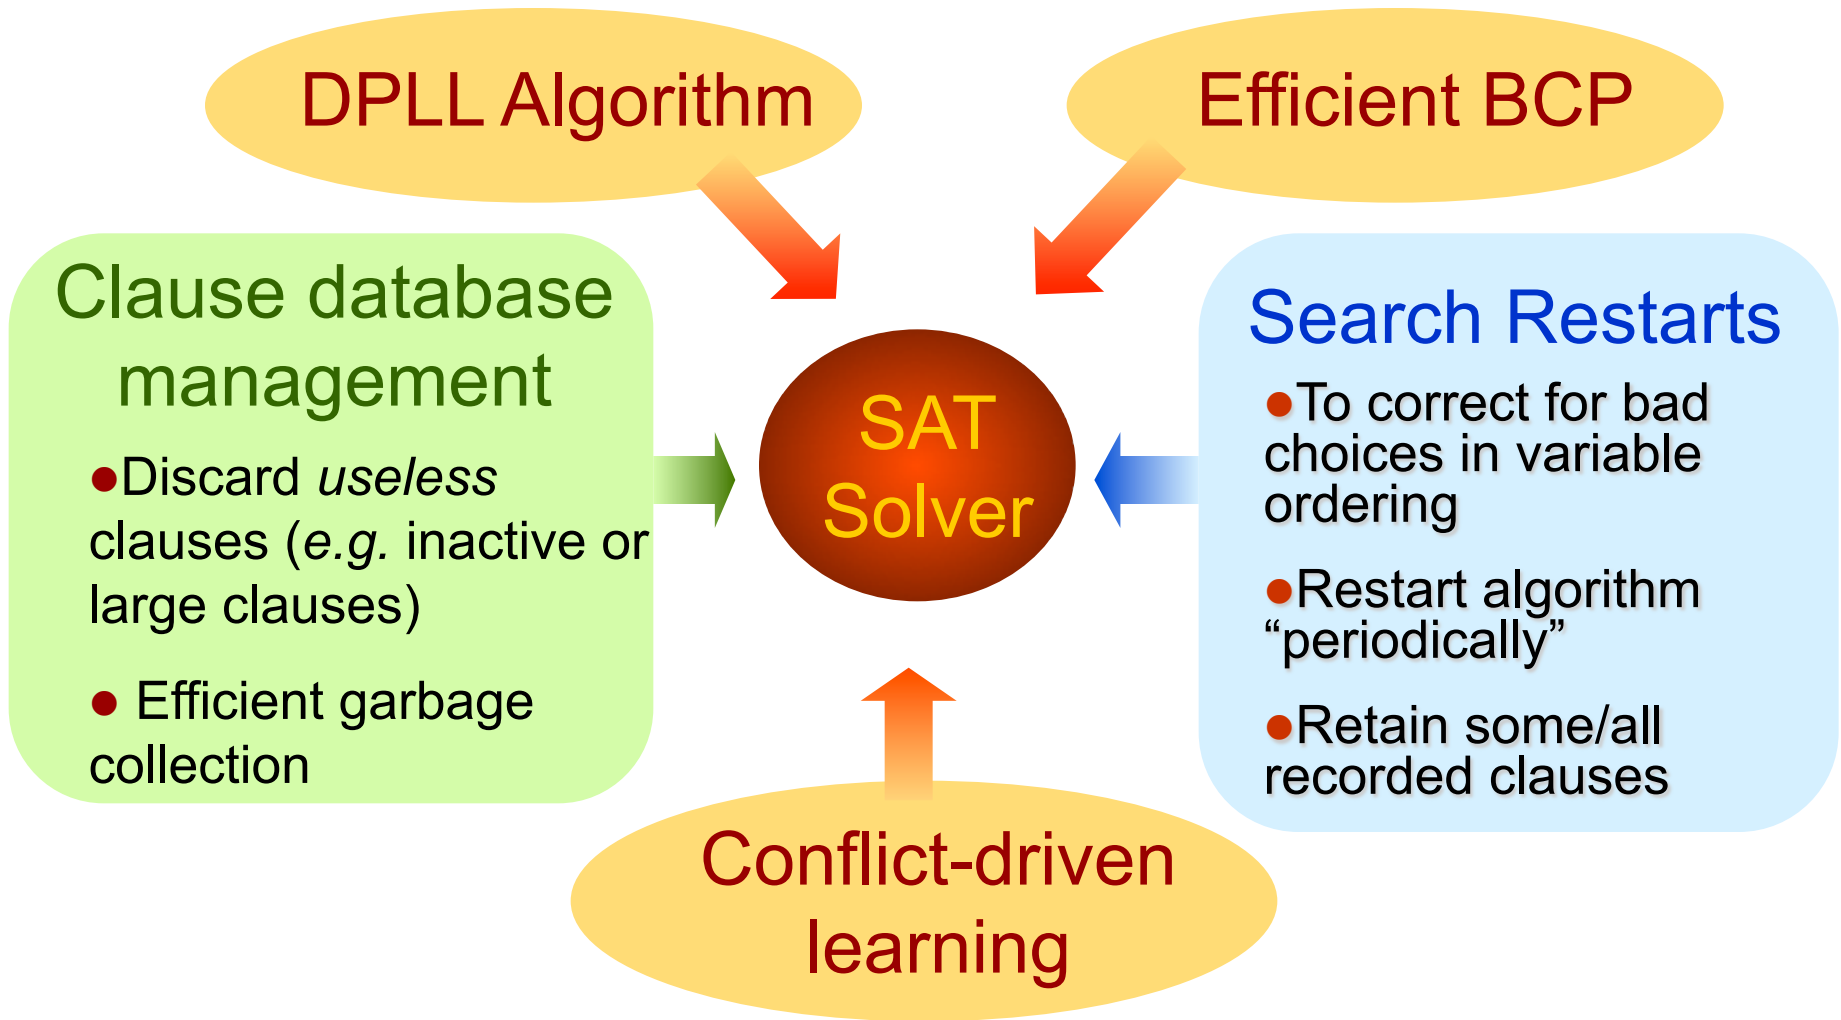 DPLL Algorithm
Efficient BCP
Clause database
management
●Discard useless
clauses (e.g. inactive or
large clauses)
● Efficient garbage
collection
SAT
Solver
Search Restarts
●To correct for bad
choices in variable
ordering
●Restart algorithm
“periodically”
●Retain some/all
recorded clauses
Conflict-driven
learning